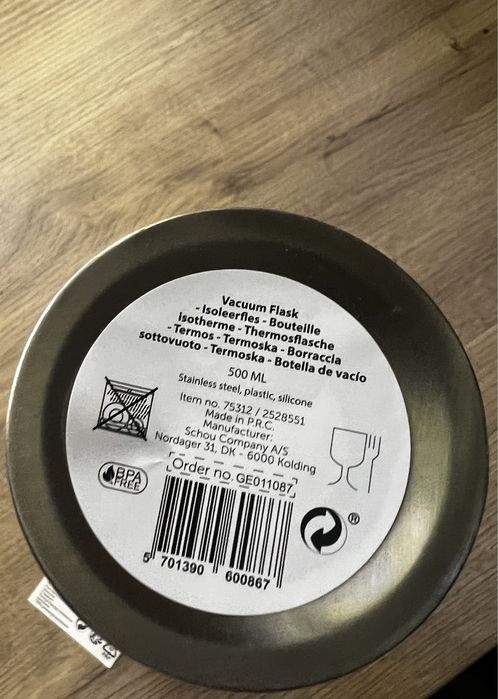 Vacuum Flask
- Isoleerfles - Bouteille
isotherme - Thermosflasche
- Termos - Termoska - Borraccia
sottovuoto - Termoska - Botella de vacío
500 ML
Stainless steel, plastic, silicone
Item no. 75312 / 2528551
Made in P.R.C.
Manufacturer:
Schou Company A/S
Nordager 31, DK - 6000 Kolding
Order no. GE011087
BPA
FREE
®
5 701390 600867